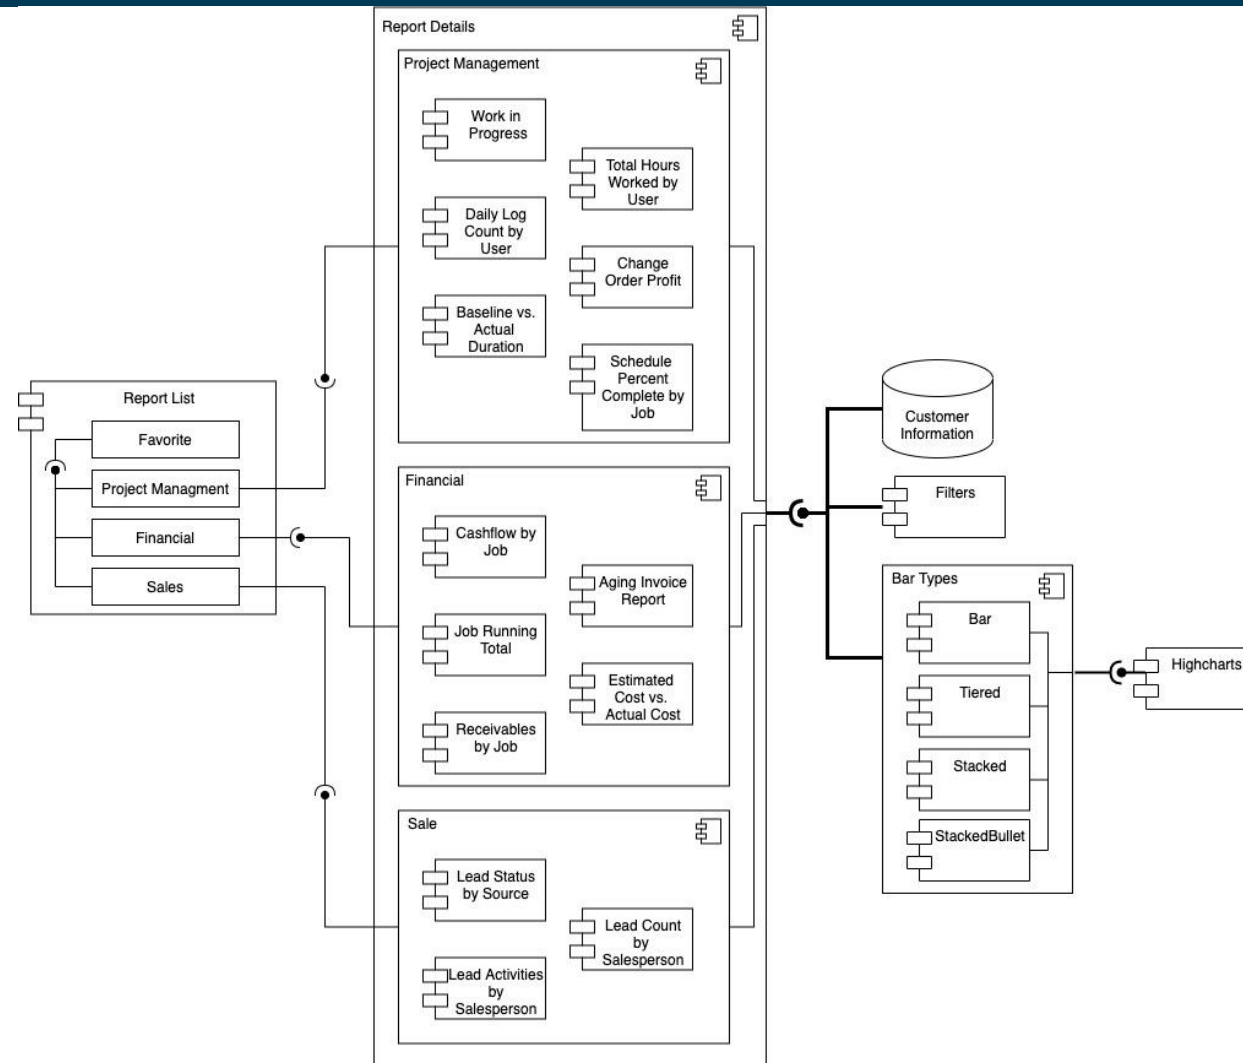 Report Details
Project Management
Work in
Progress
Total Hours
Worked by
User
Daily Log
Count by
User
Change
Order Profit
Baseline vs.
Actual
Duration
Schedule
Percent
Complete by
Job
Report List
Favorite
Project Managment
Financial
Sales
Financial
Cashflow by
Job
Aging Invoice
Report
Job Running
Total
Estimated
Cost vs.
Actual Cost
Receivables
by Job
Sale
Lead Status
by Source
Lead Count
by
Salesperson
Lead Activities
by
Salesperson
Customer
Information
Filters
Bar Types
Bar
Tiered
Stacked
StackedBullet
Highcharts